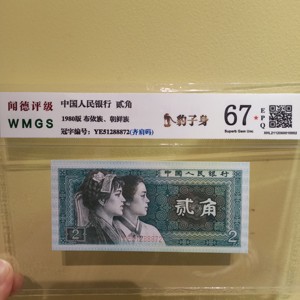 闻德评级
WMGS
中国人民银行 贰角
1980版 布依族、朝鲜族
冠字编号：YE51288872(齐肩码)
豹子身
67
EPQ
Superb Gem Unc
中国人民银行
贰角
2
2